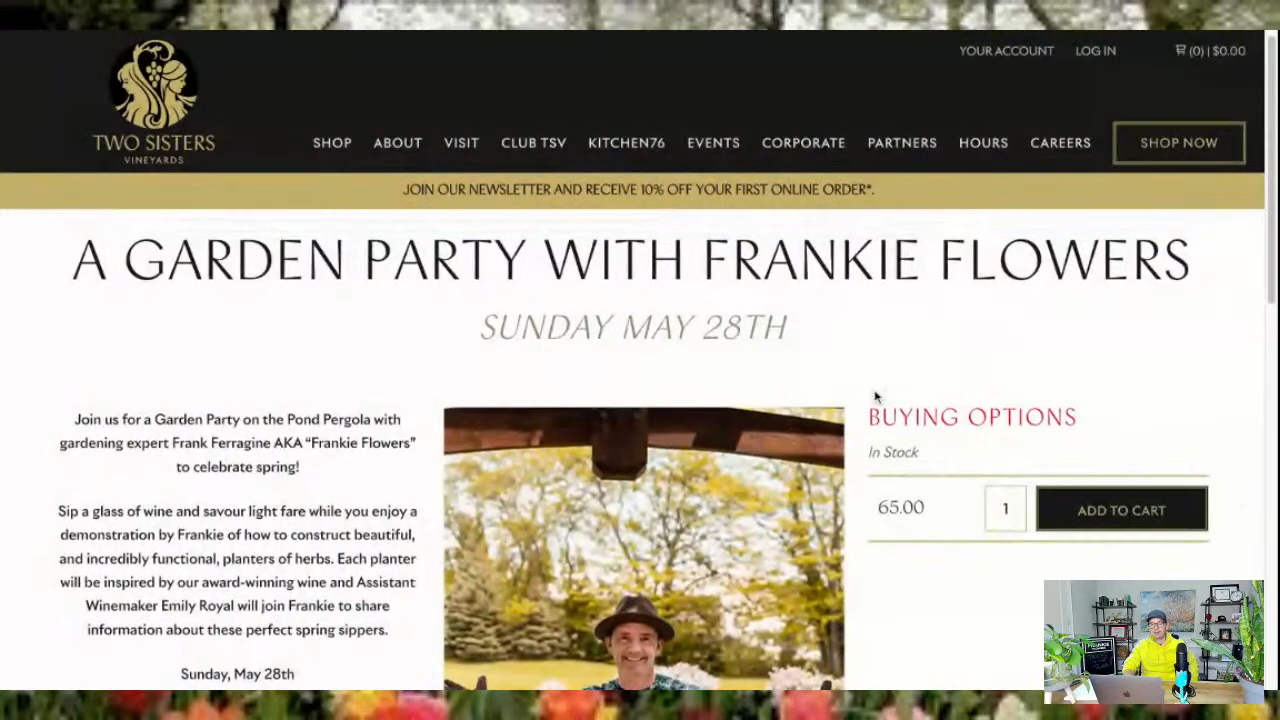 YOUR ACCOUNT LOG IN (0) | $0.00
TWO SISTERS
VINEYARDS
SHOP ABOUT VISIT CLUB TSV KITCHEN76 EVENTS CORPORATE PARTNERS HOURS CAREERS SHOP NOW
JOIN OUR NEWSLETTER AND RECEIVE 10% OFF YOUR FIRST ONLINE ORDER*.
A GARDEN PARTY WITH FRANKIE FLOWERS
SUNDAY MAY 28TH
Join us for a Garden Party on the Pond Pergola with
gardening expert Frank Ferragine AKA “Frankie Flowers”
to celebrate spring!
Sip a glass of wine and savour light fare while you enjoy a
demonstration by Frankie of how to construct beautiful,
and incredibly functional, planters of herbs. Each planter
will be inspired by our award-winning wine and Assistant
Winemaker Emily Royal will join Frankie to share
information about these perfect spring sippers.
Sunday, May 28th
BUYING OPTIONS
In Stock
65.00 1 ADD TO CART